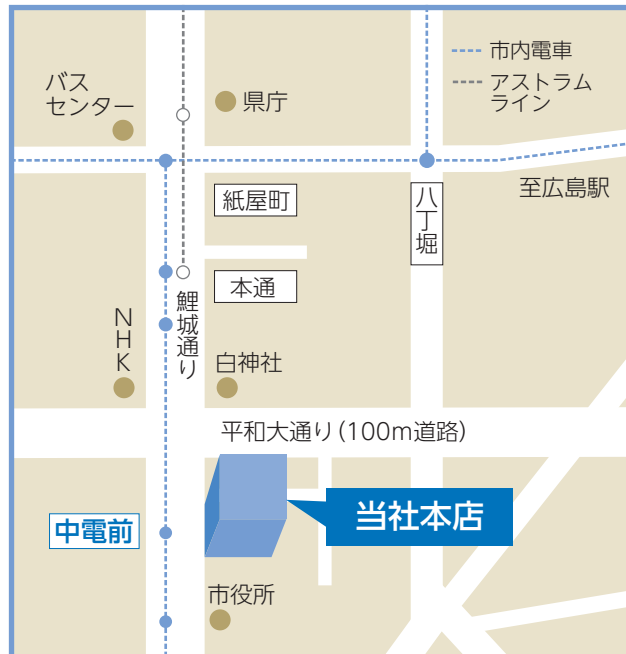 市内電車
アストラム
ライン
バス
センター
県庁
至広島駅
紙屋町
八丁堀
本通
鯉城通り
NHK
白神社
平和大通り(100m道路)
当社本店
中電前
市役所